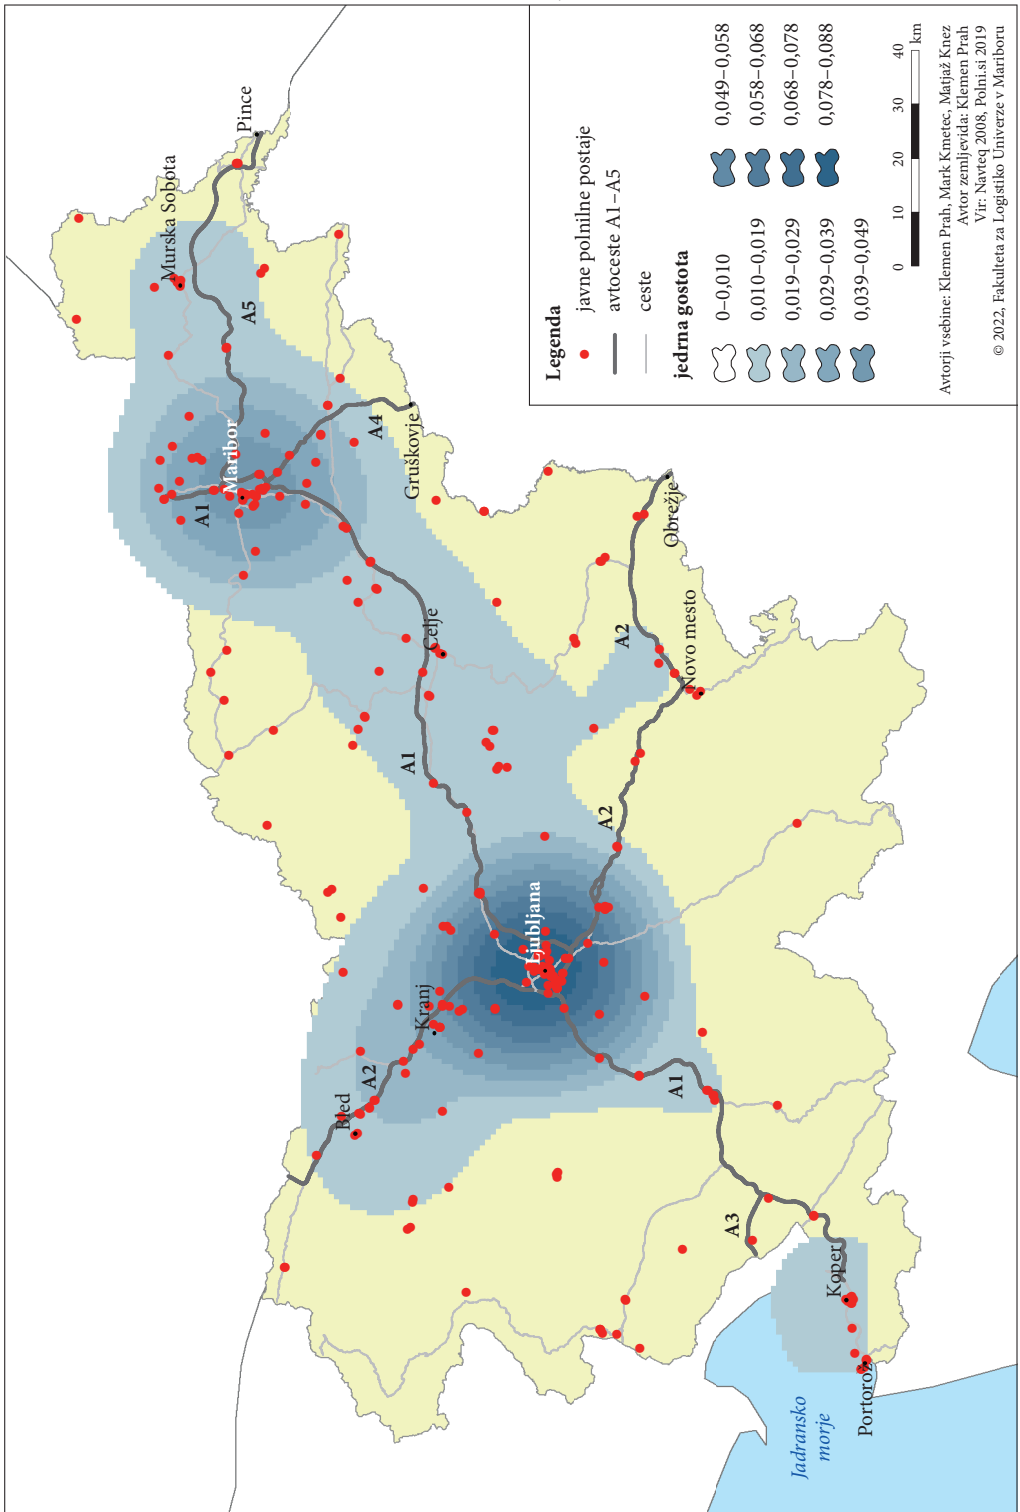 Pince
Murska Sobota
A5
Maribor
A1
A4
Gruškovje
Obrežje
Celje
A2
Novo mesto
A1
A2
Ljubljana
Kranj
A2
Bled
A1
A3
Koper
Portorož
Jadransko
morje
Legenda
javne polnilne postaje
avtoceste A1–A5
ceste
jedrna gostota
0–0,010
0,010–0,019
0,019–0,029
0,029–0,039
0,039–0,049
0,049–0,058
0,058–0,068
0,068–0,078
0,078–0,088
0 10 20 30 40 km
Avtorji vsebine: Klemen Prah, Mark Kmetec, Matjaž Knez
Avtor zemljevida: Klemen Prah
Vir: Navteq 2008, Polni.si 2019
© 2022, Fakulteta za Logistiko Univerze v Mariboru